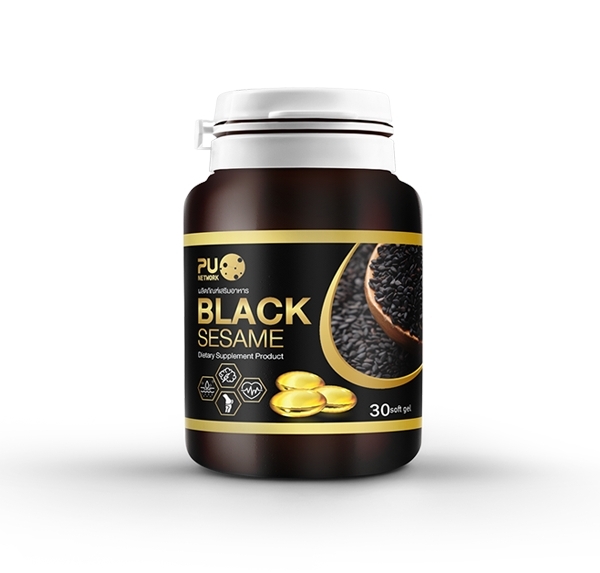 PU
NETWORK
ผลิตภัณฑ์เสริมอาหาร
BLACK
SESAME
Dietary Supplement Product
30 soft gel